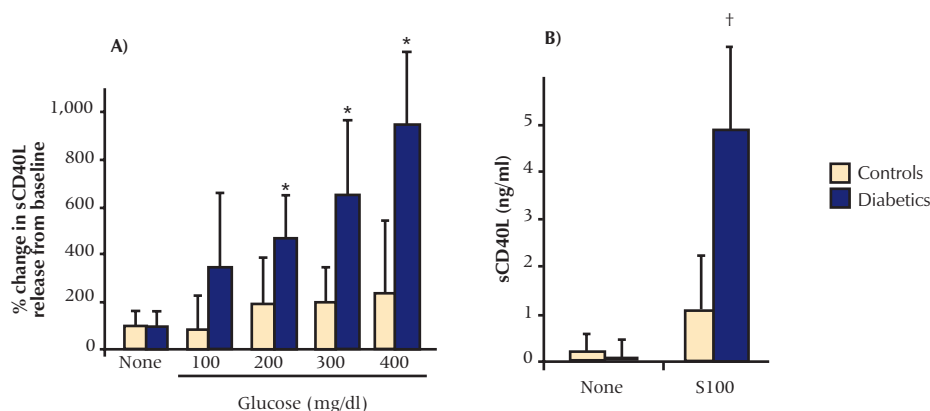 A)
% change in sCD40L
release from baseline
1,000
800
600
400
200
0
*
*
*
None
100
200
300
400
Glucose (mg/dl)
B)
†
sCD40L (ng/ml)
5
4
3
2
1
0
None
S100
Controls
Diabetics